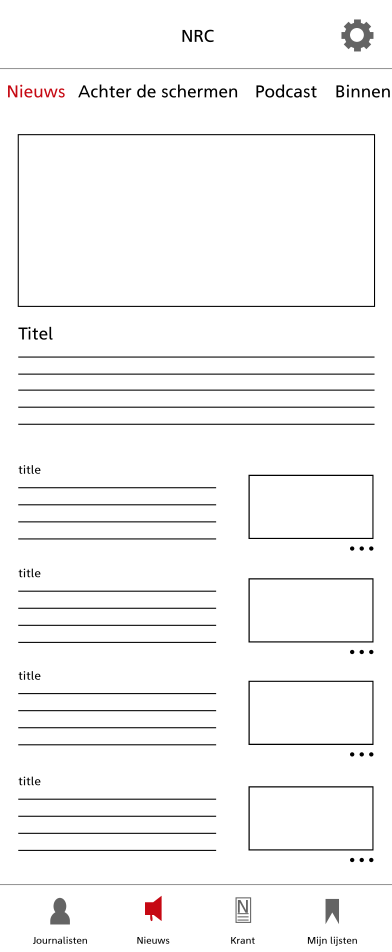 NRC
Nieuws Achter de schermen Podcast Binnen
Titel
title
title
title
title
N
Journalisten Nieuws Krant Mijn lijsten